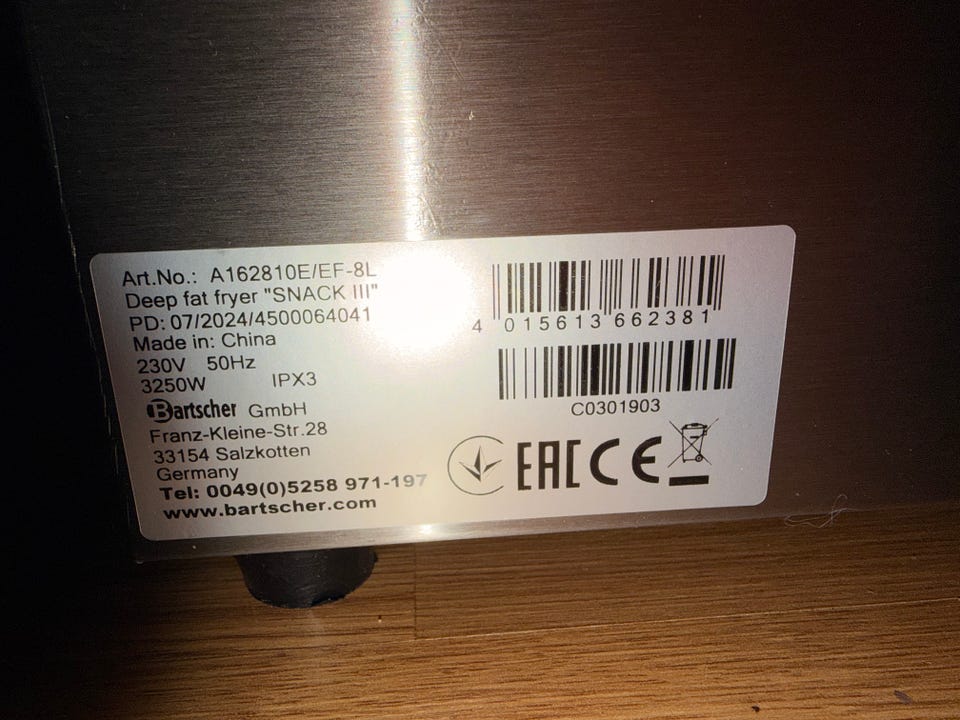 Art.No.: A162810E/EF-8L
Deep fat fryer "SNACK III"
PD: 07/2024/4500064041
Made in: China
230V 50Hz
3250W IPX3
Bartscher GmbH
Franz-Kleine-Str.28
33154 Salzkotten
Germany
Tel: 0049(0)5258 971-197
www.bartscher.com
4 015613 662381
C0301903
EAC CE